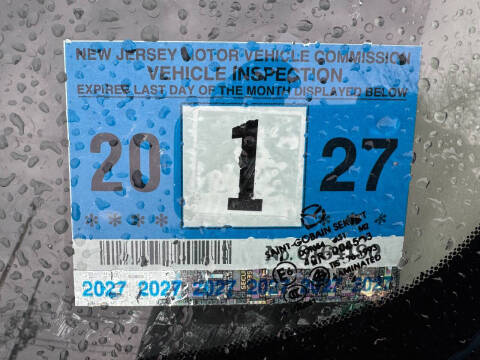 NEW JERSEY MOTOR VEHICLE COMMISSION
VEHICLE INSPECTION
EXPIRES LAST DAY OF THE MONTH DISPLAYED BELOW
20 1 27
SAINT-GOBAIN SEKURIT
LAMINATED
2027 2027 2027 2027 2027 2027